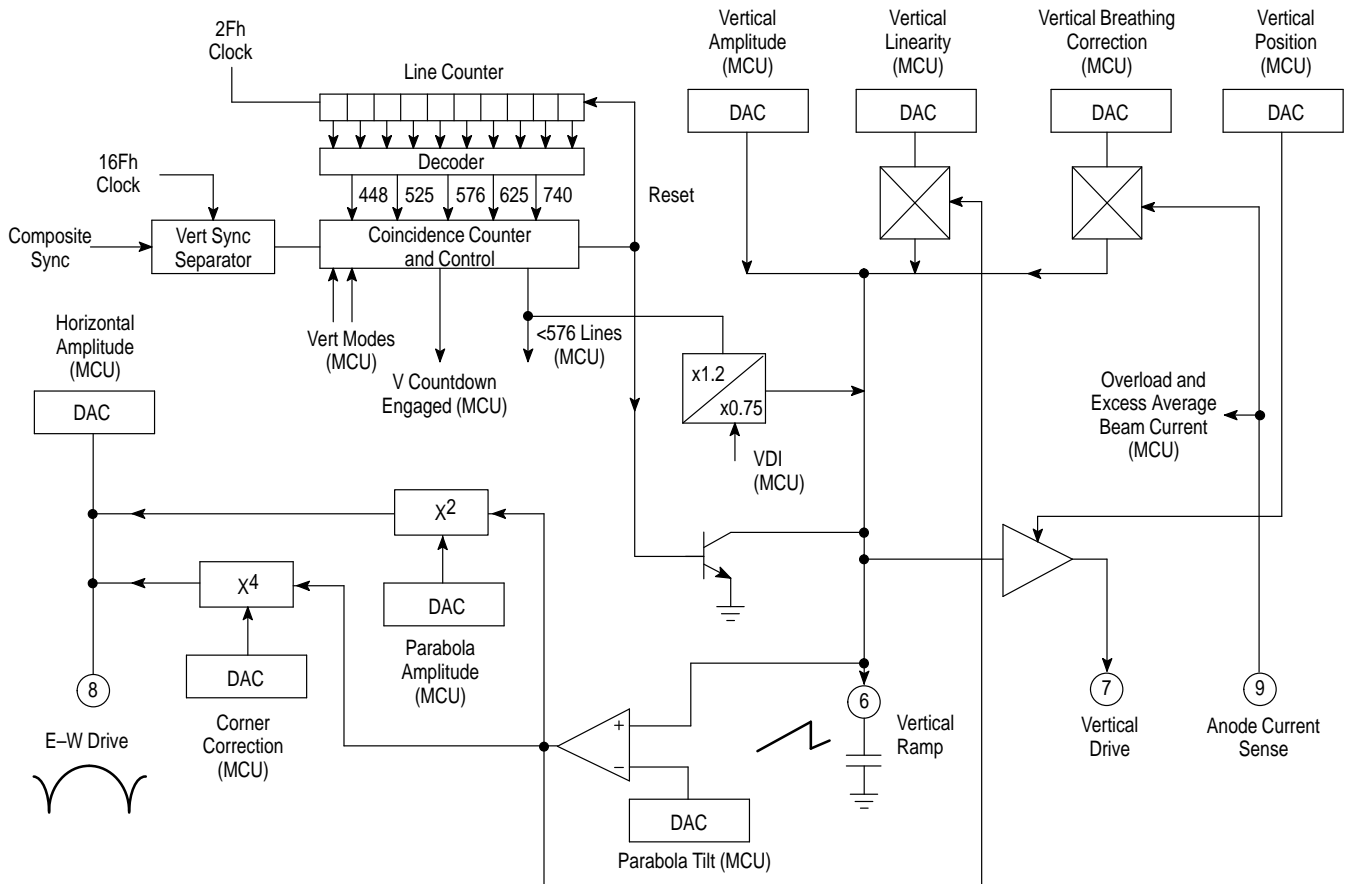 2Fh
Clock
Line Counter
Vertical
Amplitude
(MCU)
Vertical
Linearity
(MCU)
Vertical Breathing
Correction
(MCU)
Vertical
Position
(MCU)
DAC
DAC
DAC
DAC
Decoder
16Fh
Clock
448
525
576
625
740
Reset
Composite
Sync
Vert Sync
Separator
Coincidence Counter
and Control
Vert Modes
(MCU)
<576 Lines
(MCU)
V Countdown
Engaged (MCU)
x1.2
x0.75
VDI
(MCU)
Overload and
Excess Average
Beam Current
(MCU)
Horizontal
Amplitude
(MCU)
DAC
X2
DAC
Parabola
Amplitude
(MCU)
X4
DAC
Corner
Correction
(MCU)
8
E–W Drive
+
–
DAC
Parabola Tilt (MCU)
6
Vertical
Ramp
7
Vertical
Drive
9
Anode Current
Sense